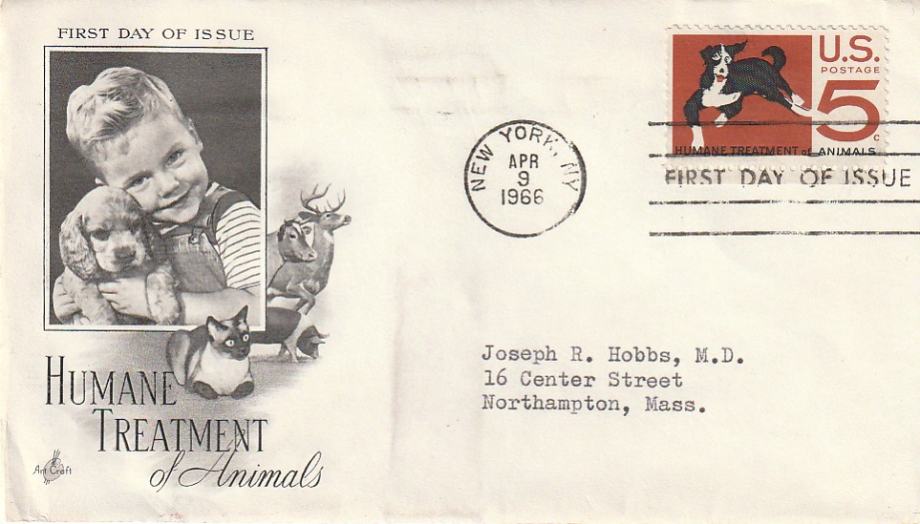 FIRST DAY OF ISSUE
HUMANE
TREATMENT
of Animals
Art Craft
NEW YORK, NY
APR
9
1966
U.S.
POSTAGE
5c
HUMANE TREATMENT of ANIMALS
FIRST DAY OF ISSUE
Joseph R. Hobbs, M.D.
16 Center Street
Northampton, Mass.